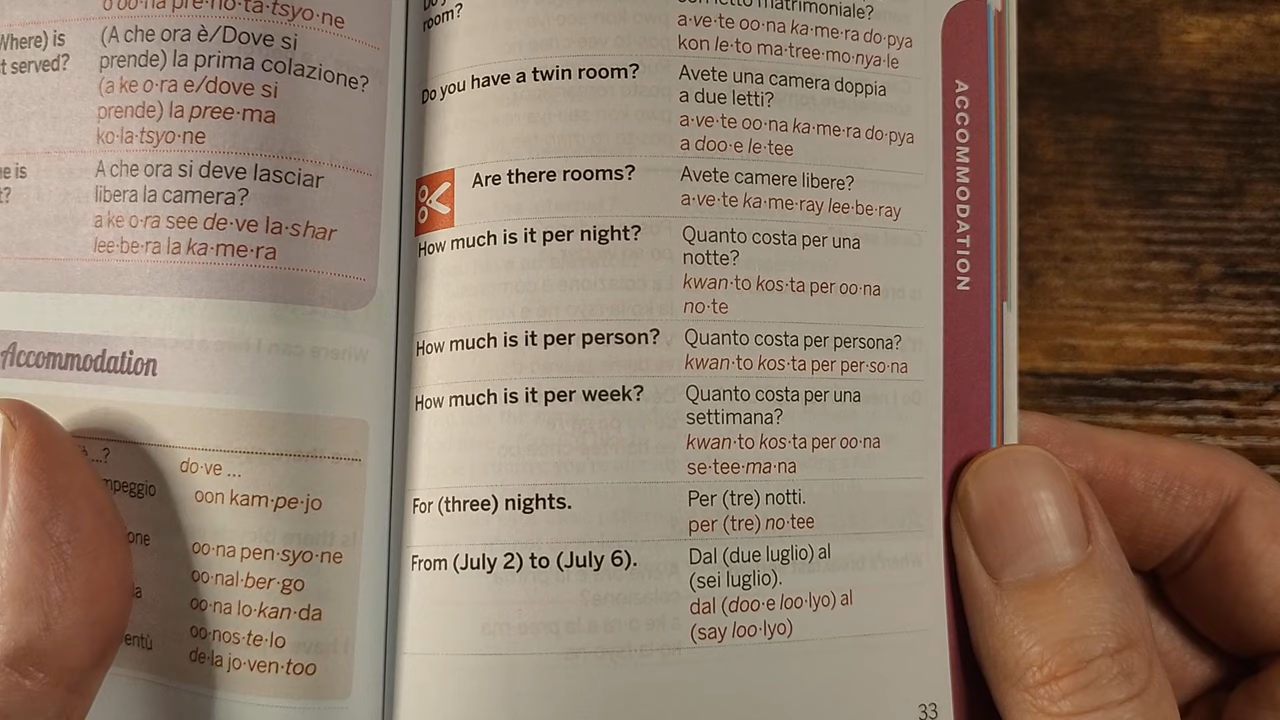 oo·na pre·no·ta·tsyo·ne
Where) is
t served?
(A che ora è/Dove si
prende) la prima colazione?
(a ke o·ra e/dove si
prende) la pree·ma
ko·la·tsyo·ne
e is
t?
A che ora si deve lasciar
libera la camera?
a ke o·ra see de·ve la·shar
lee·be·ra la ka·me·ra
Accommodation
...?
do·ve ...
mpeggio
oon kam·pe·jo
one
oo·na pen·syo·ne
oo·nal·ber·go
a
oo·na lo·kan·da
oo·nos·te·lo
entù
de·la jo·ven·too
room?
matrimoniale?
a·ve·te oo·na ka·me·ra do·pya
kon le·to ma·tree·mo·nya·le
Do you have a twin room?
Avete una camera doppia
a due letti?
a·ve·te oo·na ka·me·ra do·pya
a doo·e le·tee
Are there rooms?
Avete camere libere?
a·ve·te ka·me·ray lee·be·ray
How much is it per night?
Quanto costa per una
notte?
kwan·to kos·ta per oo·na
no·te
How much is it per person?
Quanto costa per persona?
kwan·to kos·ta per per·so·na
How much is it per week?
Quanto costa per una
settimana?
kwan·to kos·ta per oo·na
se·tee·ma·na
For (three) nights.
Per (tre) notti.
per (tre) no·tee
From (July 2) to (July 6).
Dal (due luglio) al
(sei luglio).
dal (doo·e loo·lyo) al
(say loo·lyo)
33
ACCOMMODATION